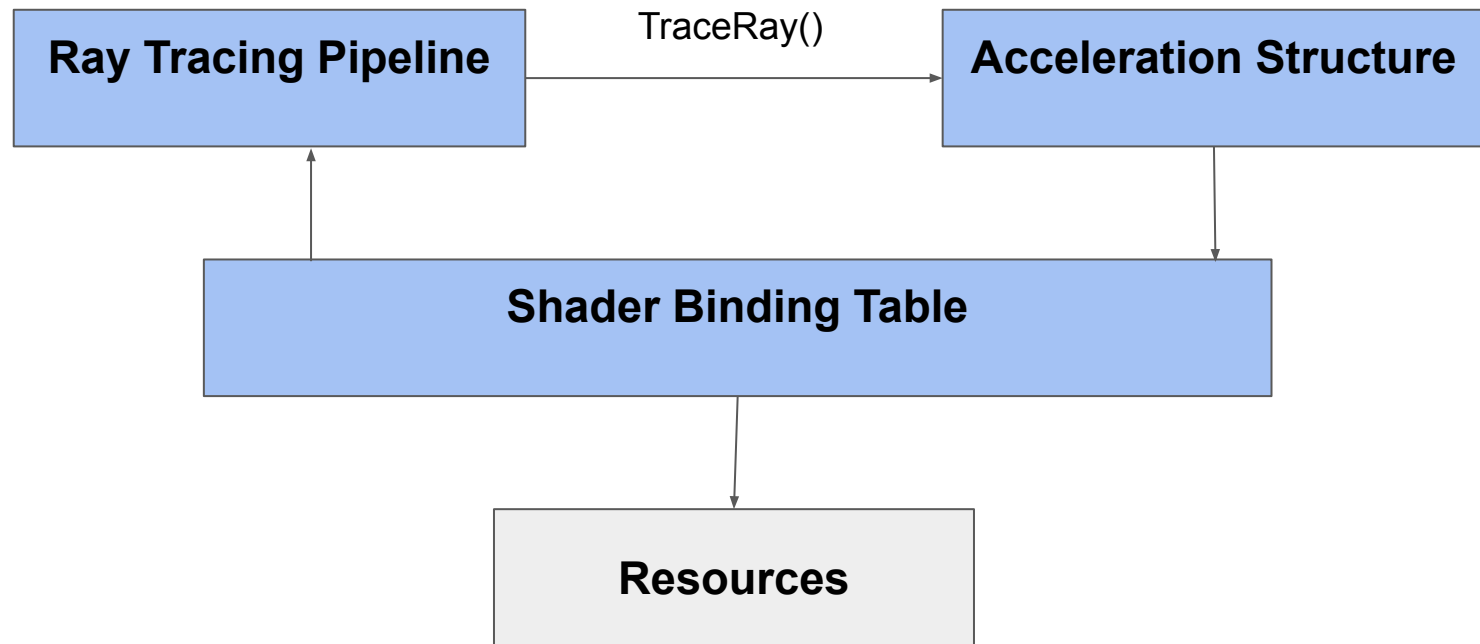 TraceRay()
Ray Tracing Pipeline
Acceleration Structure
Shader Binding Table
Resources